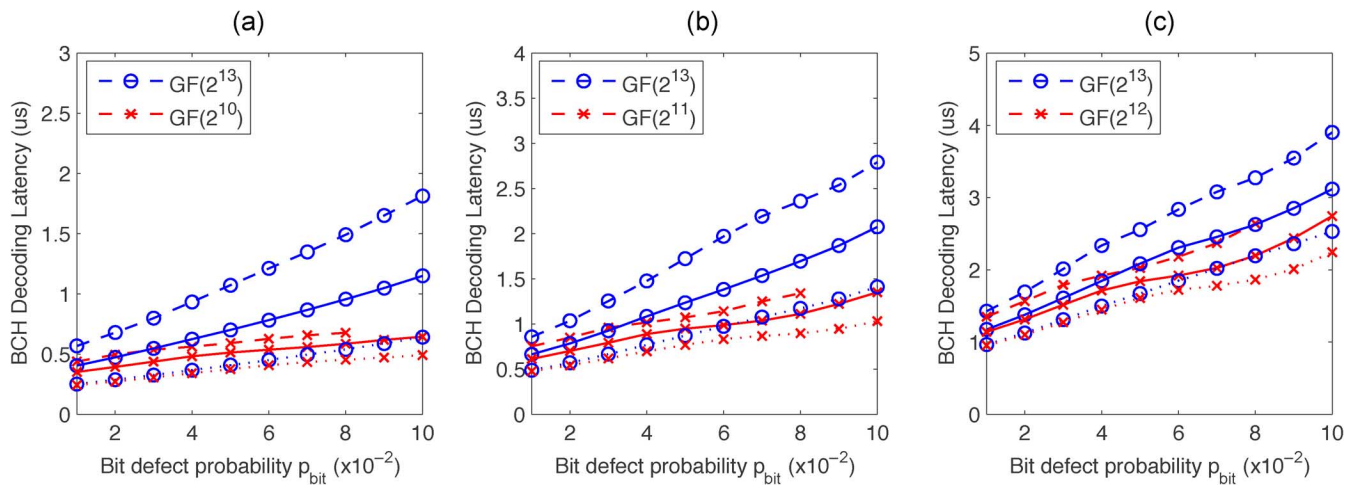 (a)
BCH Decoding Latency (us)
3
2.5
2
1.5
1
0.5
0
GF(2^13)
GF(2^10)
2
4
6
8
10
Bit defect probability p_bit (x10^-2)
(b)
BCH Decoding Latency (us)
4
3.5
3
2.5
2
1.5
1
0.5
0
GF(2^13)
GF(2^11)
2
4
6
8
10
Bit defect probability p_bit (x10^-2)
(c)
BCH Decoding Latency (us)
5
4
3
2
1
0
GF(2^13)
GF(2^12)
2
4
6
8
10
Bit defect probability p_bit (x10^-2)